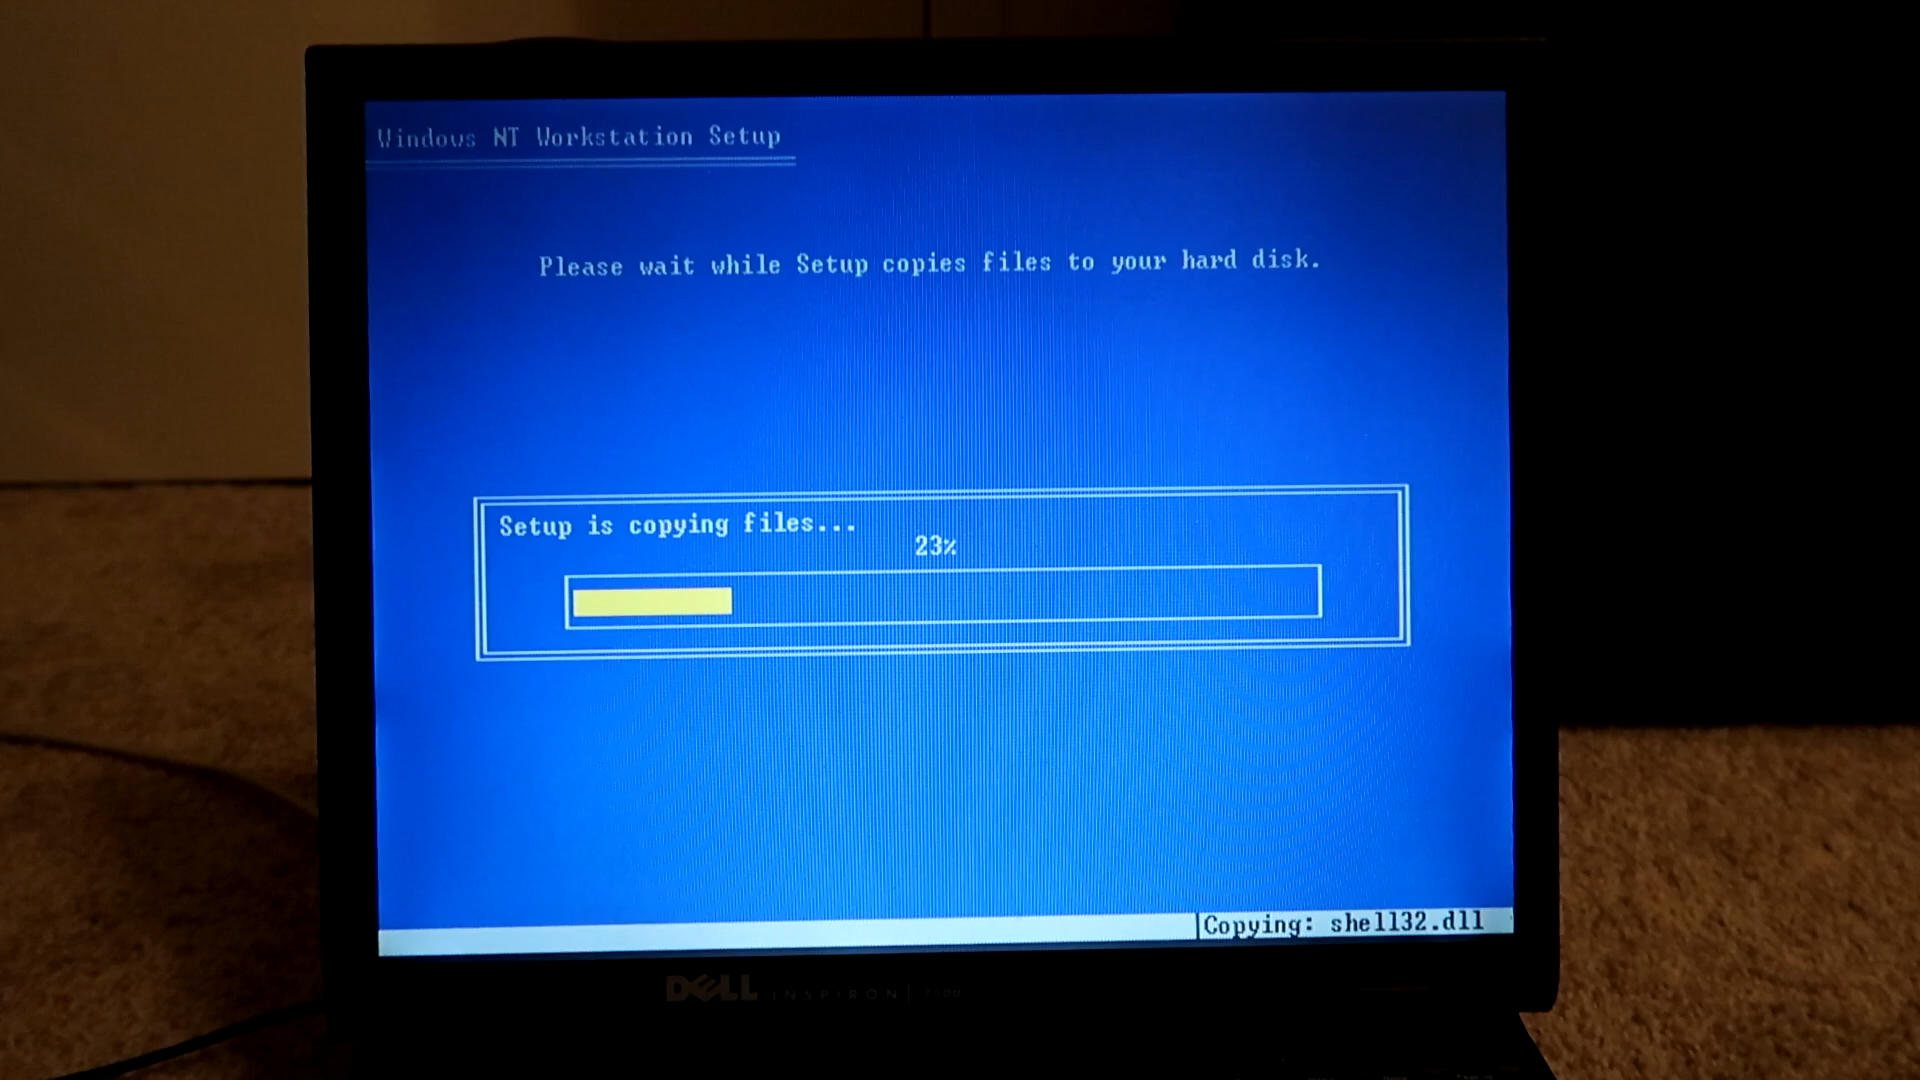 Windows NT Workstation Setup
Please wait while Setup copies files to your hard disk.
Setup is copying files...
23%
Copying: shell32.dll
DELL INSPIRON